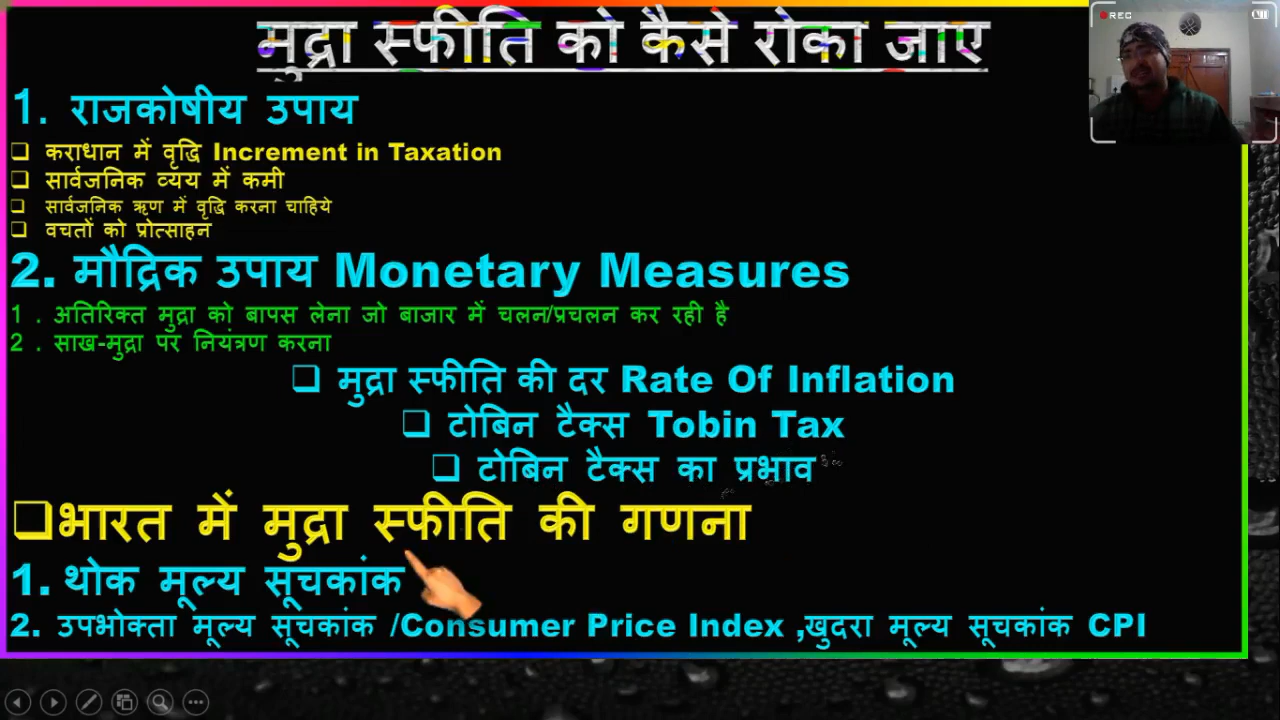 मुद्रा स्फीति को कैसे रोका जाए
REC
1. राजकोषीय उपाय
❑ कराधान में वृद्धि Increment in Taxation
❑ सार्वजनिक व्यय में कमी
❑ सार्वजनिक ऋण में वृद्धि करना चाहिये
❑ वचतों को प्रोत्साहन
2. मौद्रिक उपाय Monetary Measures
1 . अतिरिक्त मुद्रा को बापस लेना जो बाजार में चलन/प्रचलन कर रही है
2 . साख-मुद्रा पर नियंत्रण करना
❑ मुद्रा स्फीति की दर Rate Of Inflation
❑ टोबिन टैक्स Tobin Tax
❑ टोबिन टैक्स का प्रभाव
❑भारत में मुद्रा स्फीति की गणना
1. थोक मूल्य सूचकांक
2. उपभोक्ता मूल्य सूचकांक /Consumer Price Index ,खुदरा मूल्य सूचकांक CPI